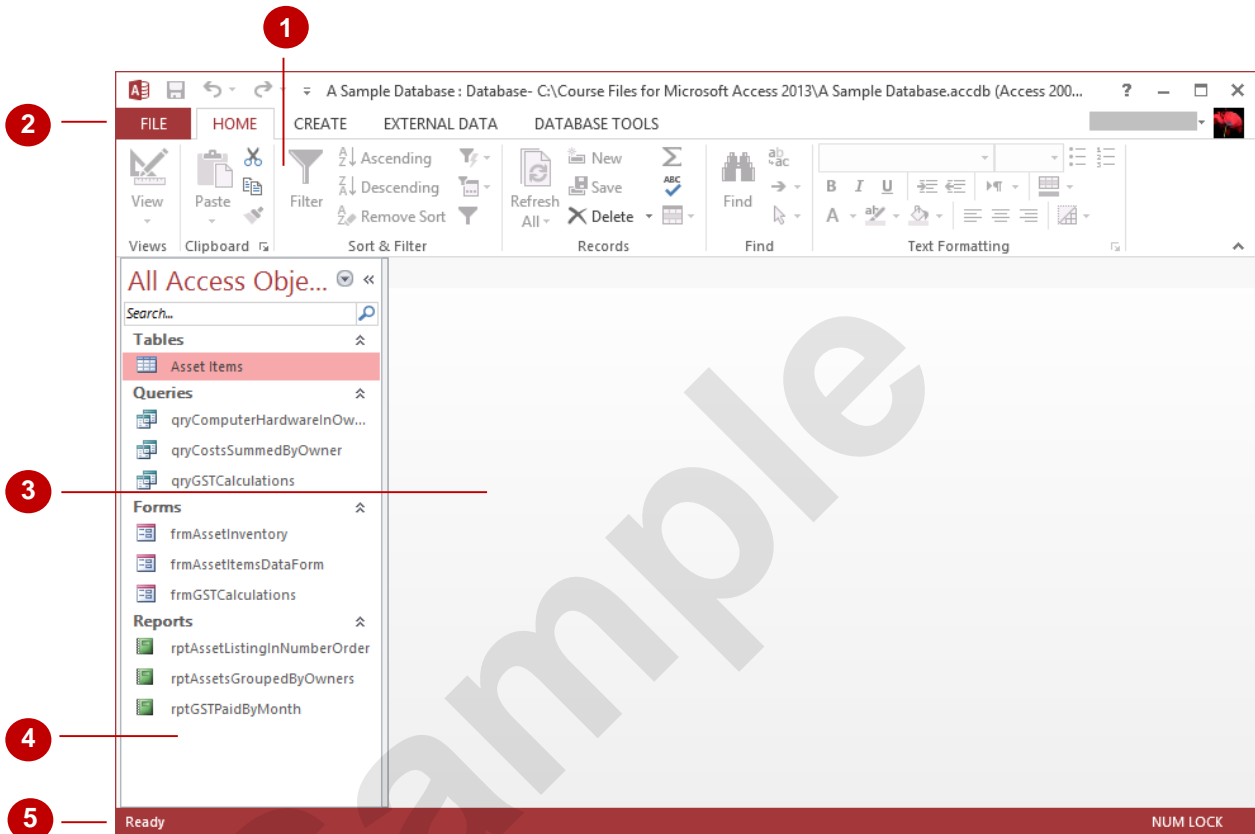 1
A Sample Database : Database- C:\Course Files for Microsoft Access 2013\A Sample Database.accdb (Access 200... ?
2
FILE HOME CREATE EXTERNAL DATA DATABASE TOOLS
View Paste Filter Ascending Descending Remove Sort Refresh All New Save Delete Find
Views Clipboard Sort & Filter Records Find Text Formatting
All Access Obje...
Search...
Tables
Asset Items
Queries
qryComputerHardwareInOw...
qryCostsSummedByOwner
qryGSTCalculations
3
Forms
frmAssetInventory
frmAssetItemsDataForm
frmGSTCalculations
Reports
rptAssetListingInNumberOrder
rptAssetsGroupedByOwners
rptGSTPaidByMonth
4
5
Ready NUM LOCK
Sample